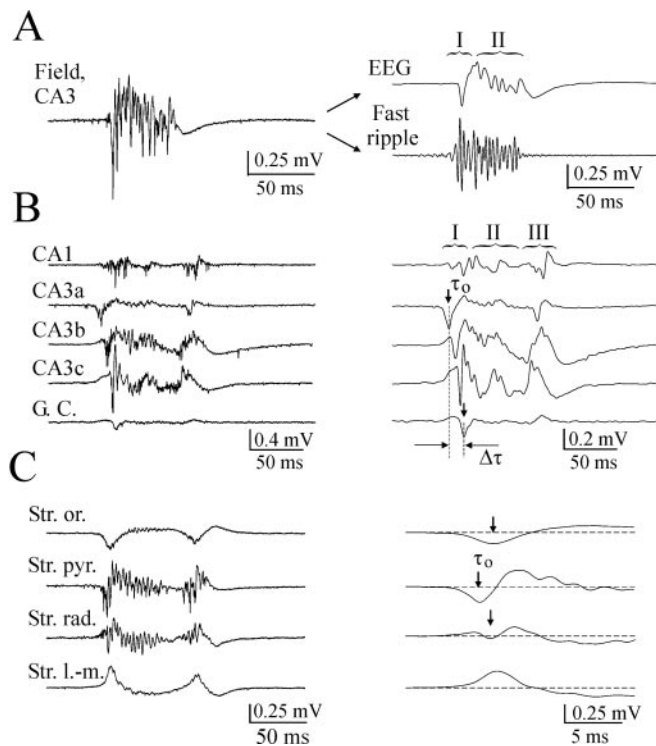 A
Field,
CA3
0.25 mV
50 ms
I II
EEG
Fast
ripple
0.25 mV
50 ms
B
CA1
CA3a
CA3b
CA3c
G. C.
0.4 mV
50 ms
I II III
τo
Δτ
0.2 mV
50 ms
C
Str. or.
Str. pyr.
Str. rad.
Str. l.-m.
0.25 mV
50 ms
τo
0.25 mV
5 ms